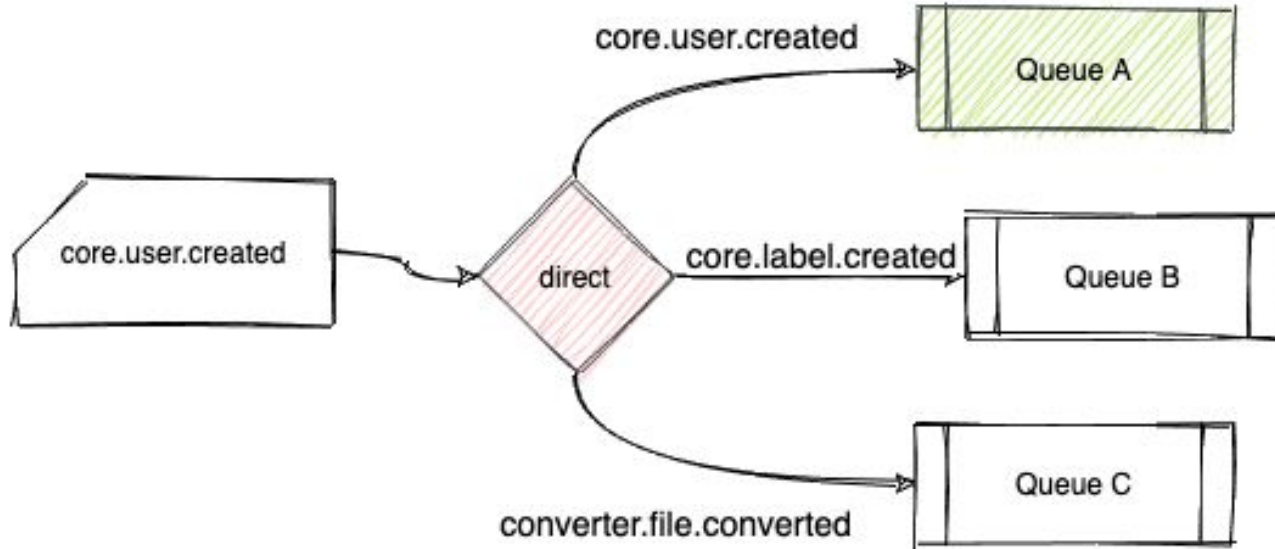 core.user.created
Queue A
core.user.created
direct
core.label.created
Queue B
Queue C
converter.file.converted